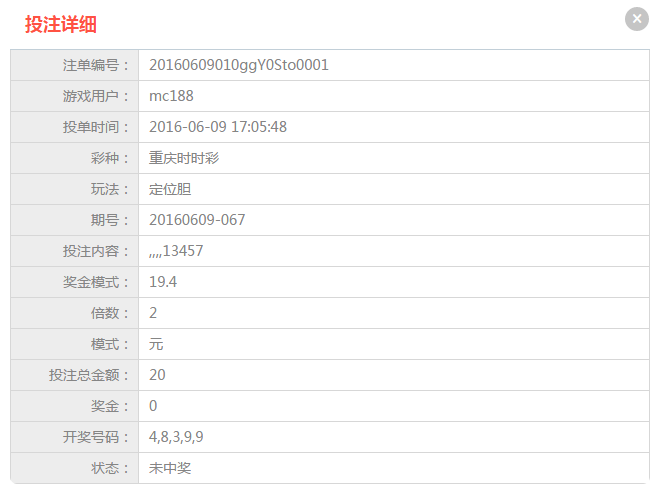 投注详细
注单编号： 20160609010ggY0Sto0001
游戏用户： mc188
投单时间： 2016-06-09 17:05:48
彩种： 重庆时时彩
玩法： 定位胆
期号： 20160609-067
投注内容： ,,,,13457
奖金模式： 19.4
倍数： 2
模式： 元
投注总金额： 20
奖金： 0
开奖号码： 4,8,3,9,9
状态： 未中奖